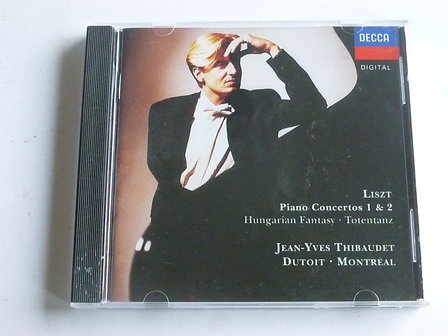 DECCA
DIGITAL
LISZT
Piano Concertos 1 & 2
Hungarian Fantasy · Totentanz
JEAN-YVES THIBAUDET
DUTOIT · MONTRÉAL